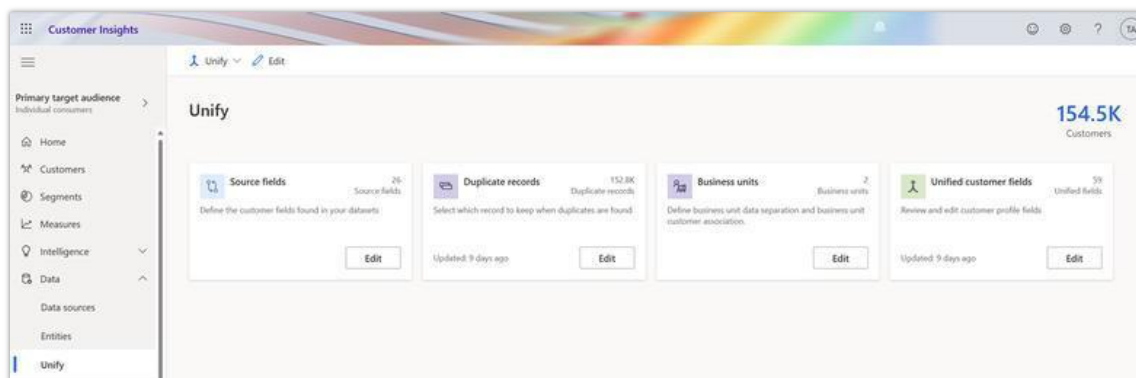 Customer Insights
?
TA
Unify
Edit
Primary target audience
Individual consumers
Home
Customers
Segments
Measures
Intelligence
Data
Data sources
Entities
Unify
Unify
154.5K
Customers
Source fields
26
Source fields
Define the customer fields found in your datasets
Edit
Duplicate records
152.8K
Duplicate records
Select which record to keep when duplicates are found
Updated: 9 days ago
Edit
Business units
2
Business units
Define business unit data separation and business unit
customer association.
Edit
Unified customer fields
59
Unified fields
Review and edit customer profile fields
Updated: 9 days ago
Edit